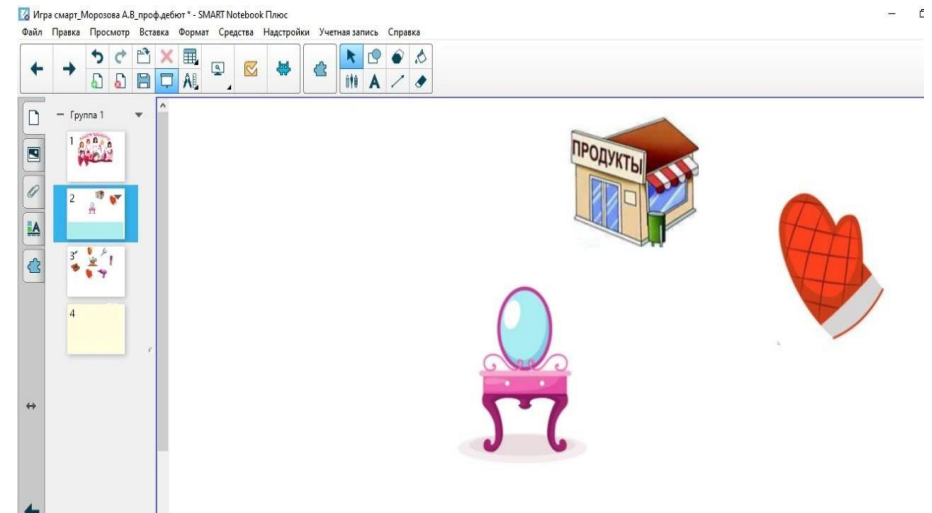 Игра смарт_Морозова А.В_проф.дебют * - SMART Notebook Плюс
Файл Правка Просмотр Вставка Формат Средства Надстройки Учетная запись Справка
Группа 1
1
2
3
4
ПРОДУКТЫ